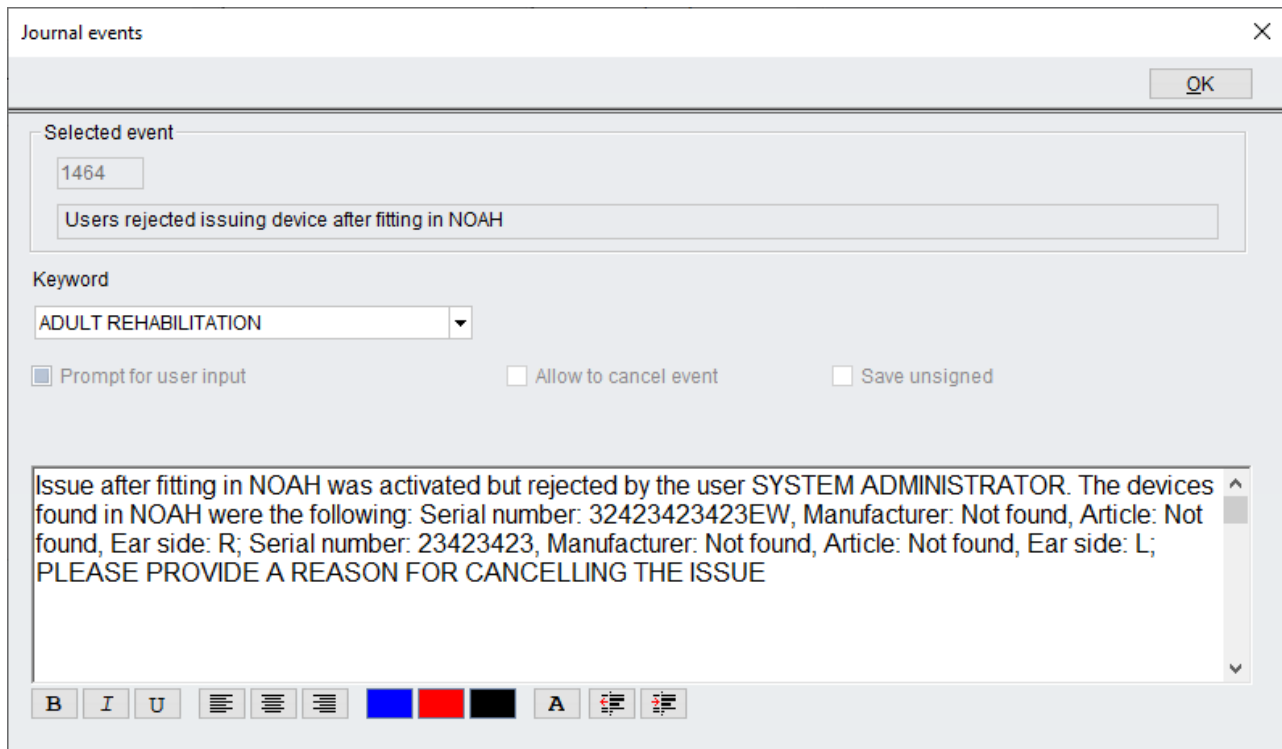 Journal events
OK
Selected event
1464
Users rejected issuing device after fitting in NOAH
Keyword
ADULT REHABILITATION
Prompt for user input
Allow to cancel event
Save unsigned
Issue after fitting in NOAH was activated but rejected by the user SYSTEM ADMINISTRATOR. The devices
found in NOAH were the following: Serial number: 32423423423EW, Manufacturer: Not found, Article: Not
found, Ear side: R; Serial number: 23423423, Manufacturer: Not found, Article: Not found, Ear side: L;
PLEASE PROVIDE A REASON FOR CANCELLING THE ISSUE
B I U A